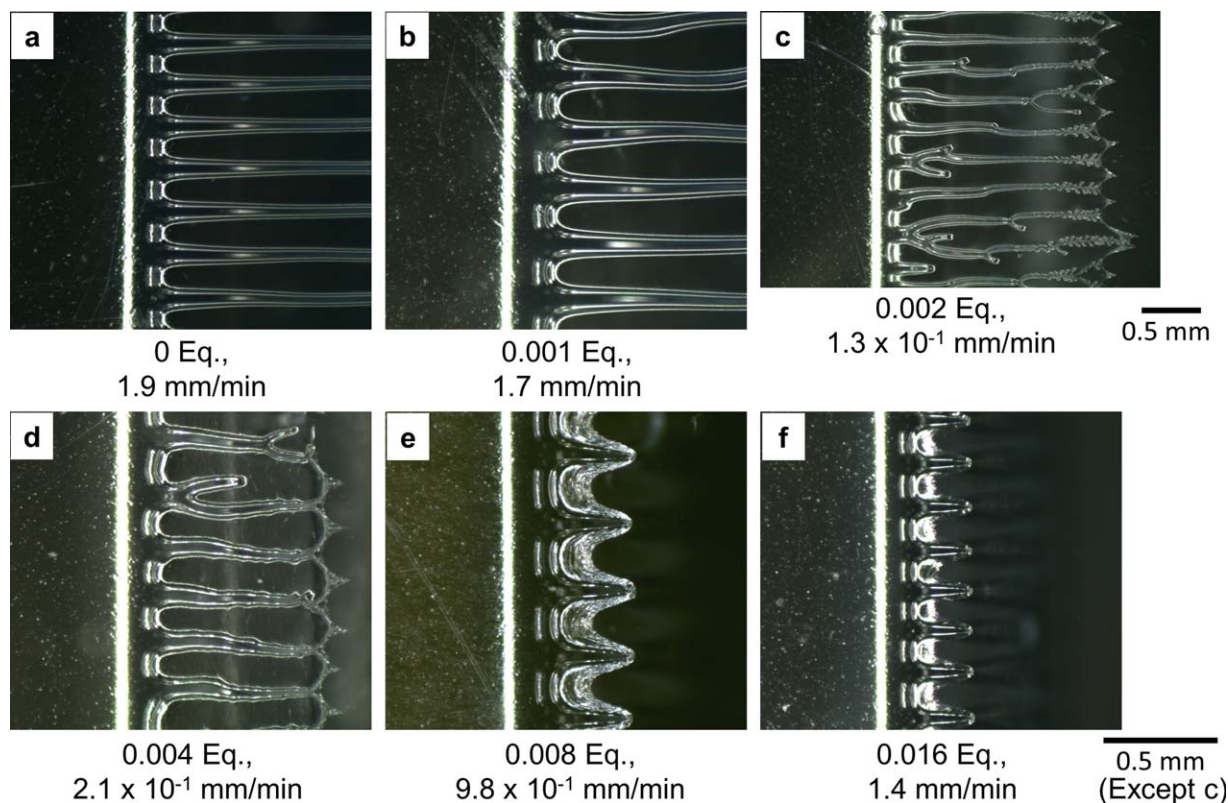 a
b
c
0 Eq.,
1.9 mm/min
0.001 Eq.,
1.7 mm/min
0.002 Eq.,
1.3 x 10⁻¹ mm/min
0.5 mm
d
e
f
0.004 Eq.,
2.1 x 10⁻¹ mm/min
0.008 Eq.,
9.8 x 10⁻¹ mm/min
0.016 Eq.,
1.4 mm/min
0.5 mm
(Except c)